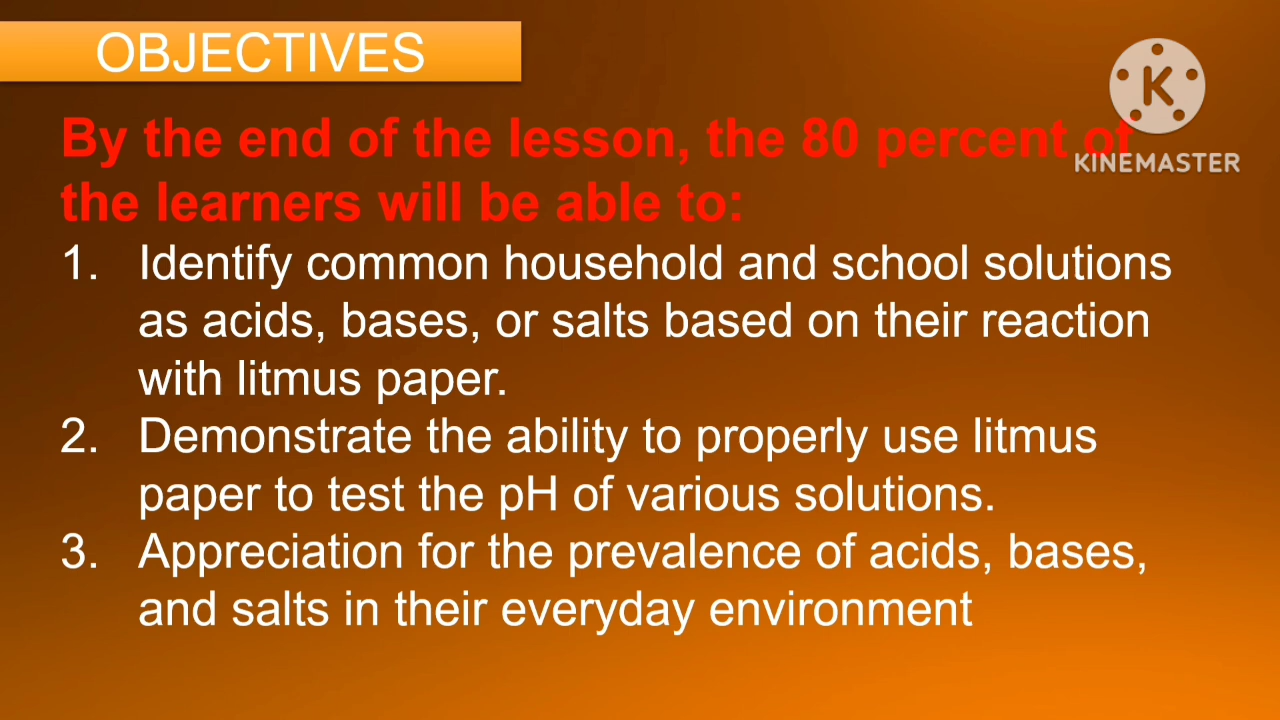 OBJECTIVES
By the end of the lesson, the 80 percent of
the learners will be able to:
1. Identify common household and school solutions
as acids, bases, or salts based on their reaction
with litmus paper.
2. Demonstrate the ability to properly use litmus
paper to test the pH of various solutions.
3. Appreciation for the prevalence of acids, bases,
and salts in their everyday environment
K
KINEMASTER